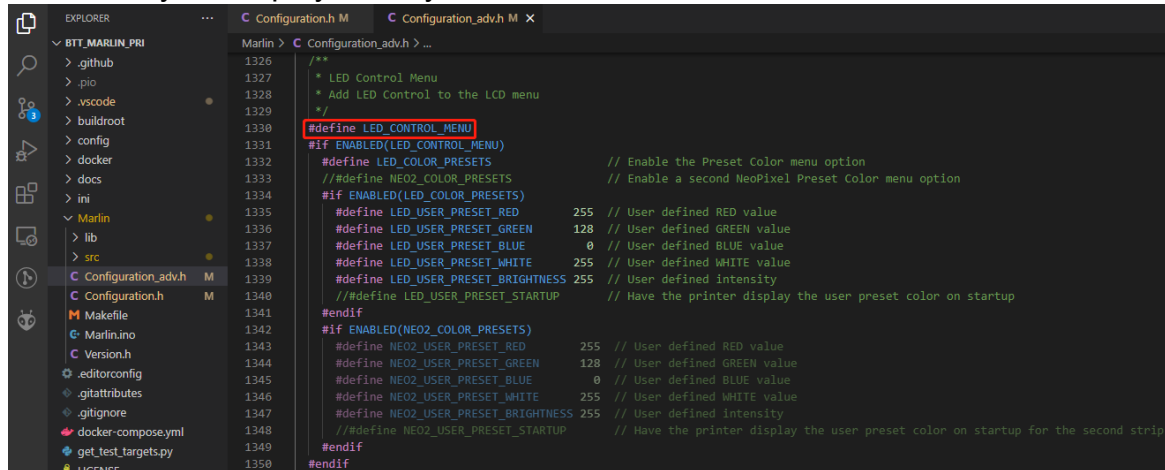 EXPLORER
BTT_MARLIN_PRI
.github
.pio
.vscode
buildroot
config
docker
docs
ini
Marlin
lib
src
C Configuration_adv.h M
C Configuration.h M
M Makefile
Marlin.ino
C Version.h
.editorconfig
.gitattributes
.gitignore
docker-compose.yml
get_test_targets.py
3
C Configuration.h M
C Configuration_adv.h M
Marlin > C Configuration_adv.h > ...
1326 /**
1327 * LED Control Menu
1328 * Add LED Control to the LCD menu
1329 */
1330 #define LED_CONTROL_MENU
1331 #if ENABLED(LED_CONTROL_MENU)
1332 #define LED_COLOR_PRESETS // Enable the Preset Color menu option
1333 //#define NEO2_COLOR_PRESETS // Enable a second NeoPixel Preset Color menu option
1334 #if ENABLED(LED_COLOR_PRESETS)
1335 #define LED_USER_PRESET_RED 255 // User defined RED value
1336 #define LED_USER_PRESET_GREEN 128 // User defined GREEN value
1337 #define LED_USER_PRESET_BLUE 0 // User defined BLUE value
1338 #define LED_USER_PRESET_WHITE 255 // User defined WHITE value
1339 #define LED_USER_PRESET_BRIGHTNESS 255 // User defined intensity
1340 //#define LED_USER_PRESET_STARTUP // Have the printer display the user preset color on startup
1341 #endif
1342 #if ENABLED(NEO2_COLOR_PRESETS)
1343 #define NEO2_USER_PRESET_RED 255 // User defined RED value
1344 #define NEO2_USER_PRESET_GREEN 128 // User defined GREEN value
1345 #define NEO2_USER_PRESET_BLUE 0 // User defined BLUE value
1346 #define NEO2_USER_PRESET_WHITE 255 // User defined WHITE value
1347 #define NEO2_USER_PRESET_BRIGHTNESS 255 // User defined intensity
1348 //#define NEO2_USER_PRESET_STARTUP // Have the printer display the user preset color on startup for the second strip
1349 #endif
1350 #endif